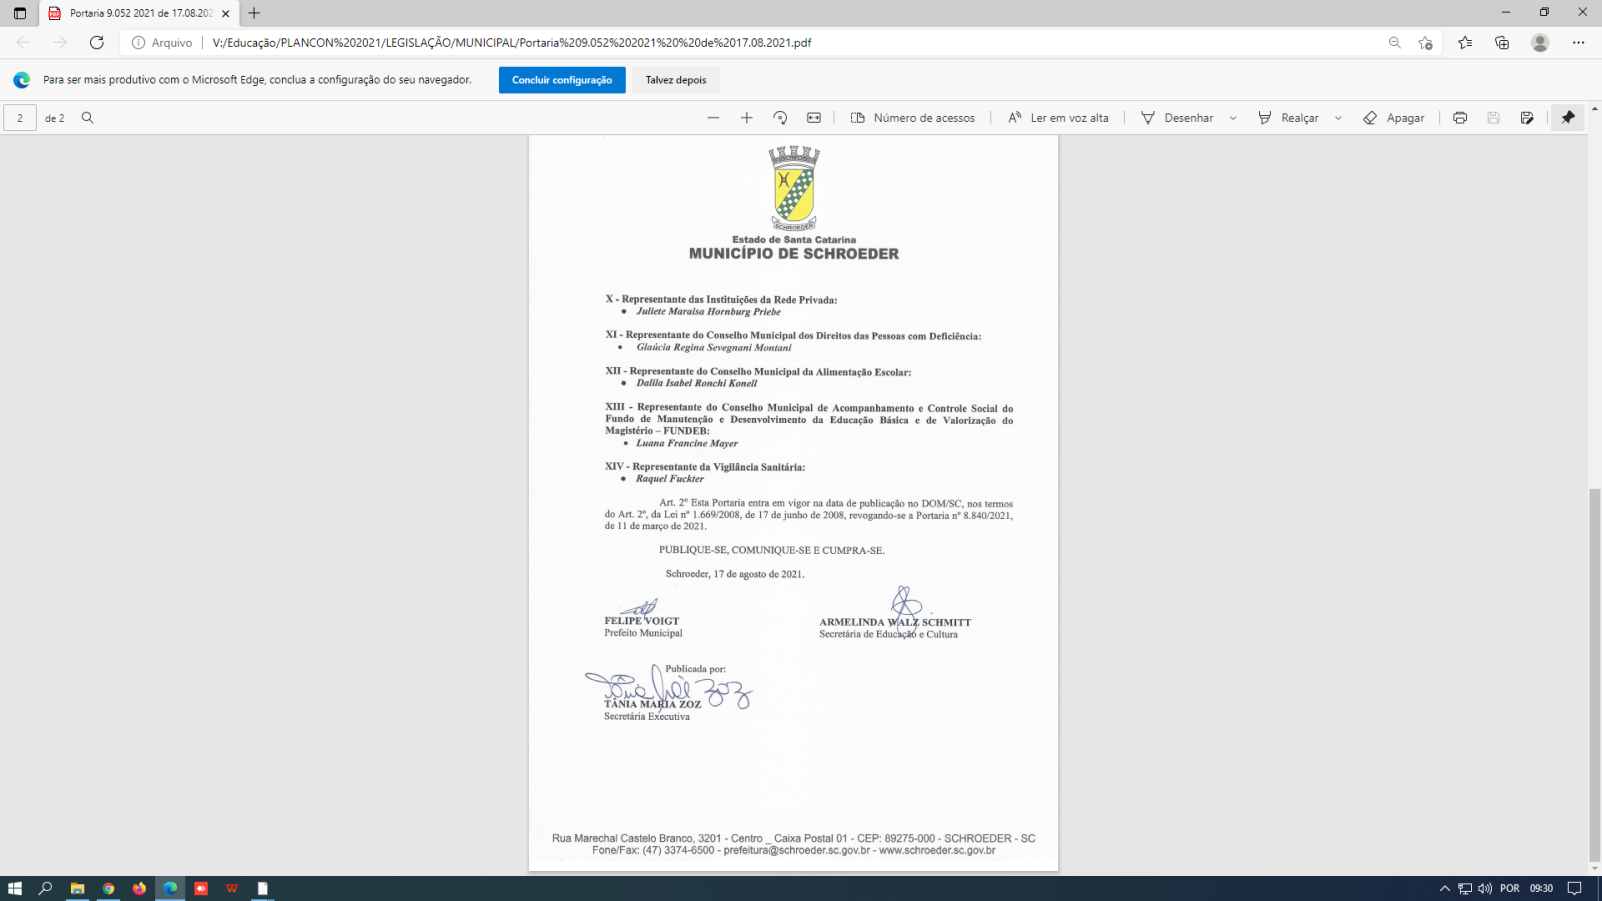 Portaria 9.052 2021 de 17.08.202
Arquivo V:/Educação/PLANCON%202021/LEGISLAÇÃO/MUNICIPAL/Portaria%209.052%202021%20%20de%2017.08.2021.pdf
Para ser mais produtivo com o Microsoft Edge, conclua a configuração do seu navegador. Concluir configuração Talvez depois
2 de 2 Número de acessos Ler em voz alta Desenhar Realçar Apagar
SCHROEDER
Estado de Santa Catarina
MUNICÍPIO DE SCHROEDER
X - Representante das Instituições da Rede Privada:
• Juliete Maraisa Hornburg Priebe
XI - Representante do Conselho Municipal dos Direitos das Pessoas com Deficiência:
• Glaúcia Regina Sevegnani Montani
XII - Representante do Conselho Municipal da Alimentação Escolar:
• Dalila Isabel Ronchi Konell
XIII - Representante do Conselho Municipal de Acompanhamento e Controle Social do
Fundo de Manutenção e Desenvolvimento da Educação Básica e de Valorização do
Magistério – FUNDEB:
• Luana Francine Mayer
XIV - Representante da Vigilância Sanitária:
• Raquel Fuckter
Art. 2º Esta Portaria entra em vigor na data de publicação no DOM/SC, nos termos
do Art. 2º, da Lei nº 1.669/2008, de 17 de junho de 2008, revogando-se a Portaria nº 8.840/2021,
de 11 de março de 2021.
PUBLIQUE-SE, COMUNIQUE-SE E CUMPRA-SE.
Schroeder, 17 de agosto de 2021.
FELIPE VOIGT
Prefeito Municipal
ARMELINDA WALZ SCHMITT
Secretária de Educação e Cultura
Publicada por:
TÂNIA MARIA ZOZ
Secretária Executiva
Rua Marechal Castelo Branco, 3201 - Centro _ Caixa Postal 01 - CEP: 89275-000 - SCHROEDER - SC
Fone/Fax: (47) 3374-6500 - prefeitura@schroeder.sc.gov.br - www.schroeder.sc.gov.br
POR 09:30